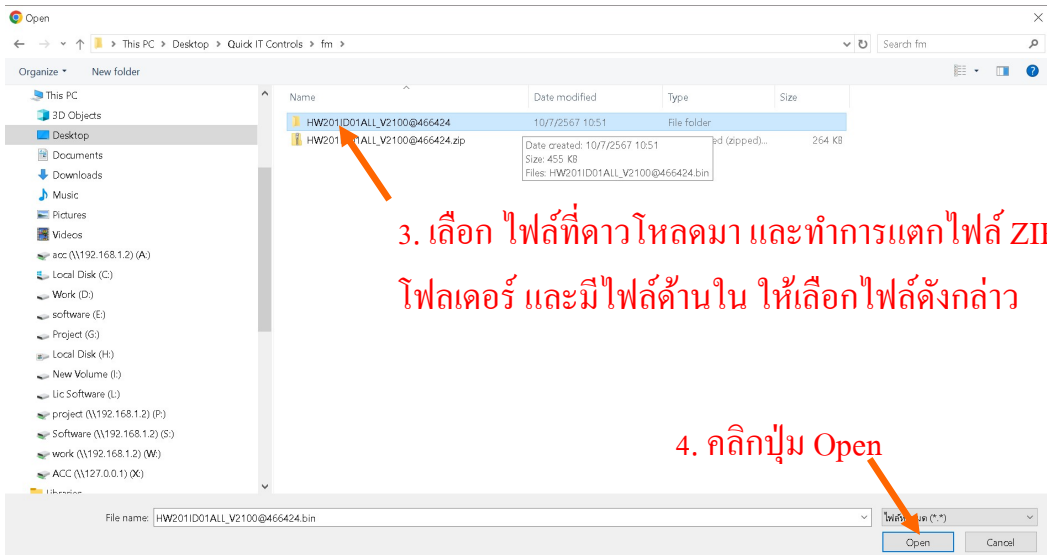 Open
This PC > Desktop > Quick IT Controls > fm >
Search fm
Organize
New folder
Name
Date modified
Type
Size
This PC
3D Objects
Desktop
Documents
Downloads
Music
Pictures
Videos
acc (\\192.168.1.2) (A:)
Local Disk (C:)
Work (D:)
software (E:)
Project (G:)
Local Disk (H:)
New Volume (I:)
Lic Software (L:)
project (\\192.168.1.2) (P:)
Software (\\192.168.1.2) (S:)
work (\\192.168.1.2) (W:)
ACC (\\127.0.0.1) (X:)
Libraries
HW201ID01ALL_V2100@466424 10/7/2567 10:51 File folder
HW201ID01ALL_V2100@466424.zip ed (zipped)... 264 KB
Date created: 10/7/2567 10:51
Size: 455 KB
Files: HW201ID01ALL_V2100@466424.bin
3. เลือก ไฟล์ที่ดาวโหลดมา และทำการแตกไฟล์ ZIP
โฟลเดอร์ และมีไฟล์ด้านใน ให้เลือกไฟล์ดังกล่าว
4. คลิกปุ่ม Open
File name: HW201ID01ALL_V2100@466424.bin
(*.*)
Open
Cancel